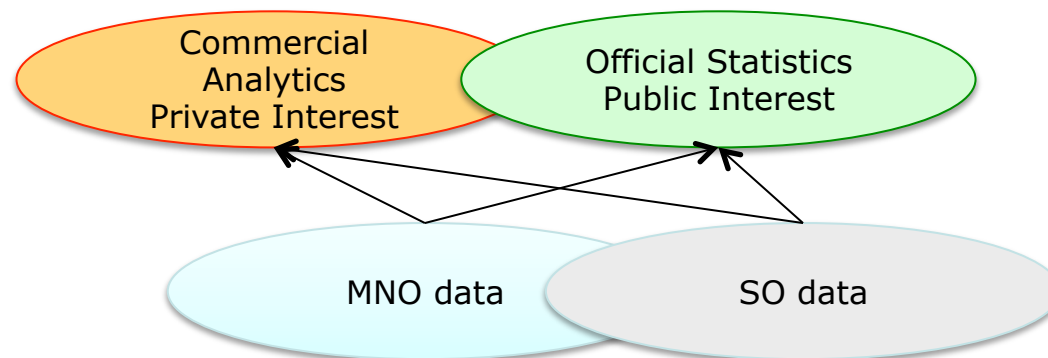 Commercial
Analytics
Private Interest
Official Statistics
Public Interest
MNO data
SO data